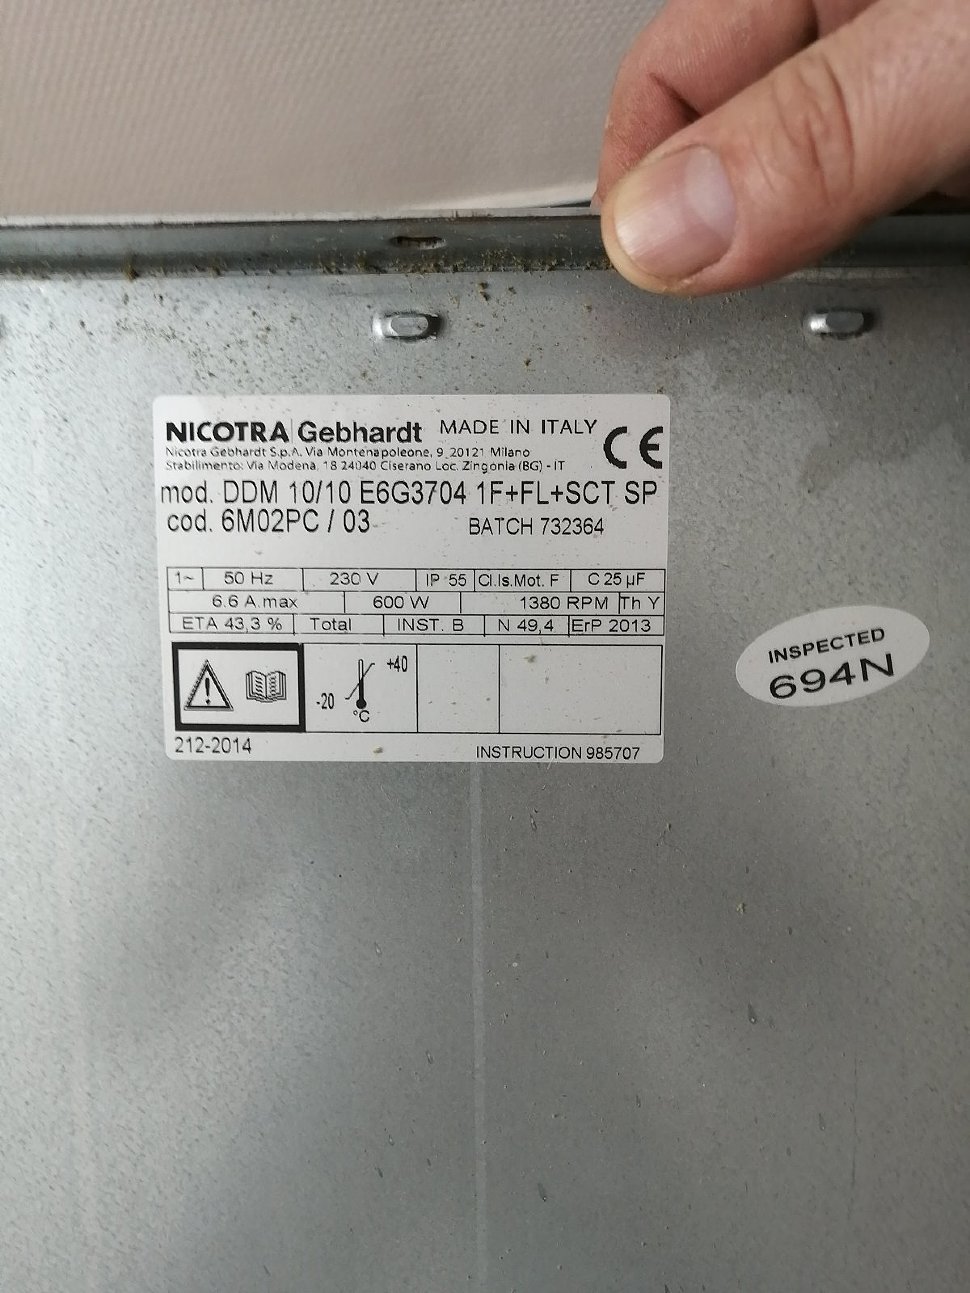 NICOTRA|Gebhardt MADE IN ITALY CE
Nicotra Gebhardt S.p.A. Via Montenapoleone, 9 20121 Milano
Stabilimento: Via Modena, 18 24040 Ciserano Loc. Zingonia (BG) - IT
mod. DDM 10/10 E6G3704 1F+FL+SCT SP
cod. 6M02PC / 03 BATCH 732364
1~ 50 Hz 230 V IP 55 Cl.Is.Mot. F C 25 µF
6.6 A.max 600 W 1380 RPM Th Y
ETA 43,3 % Total INST. B N 49,4 ErP 2013
-20 +40 °C
212-2014 INSTRUCTION 985707
INSPECTED
694N